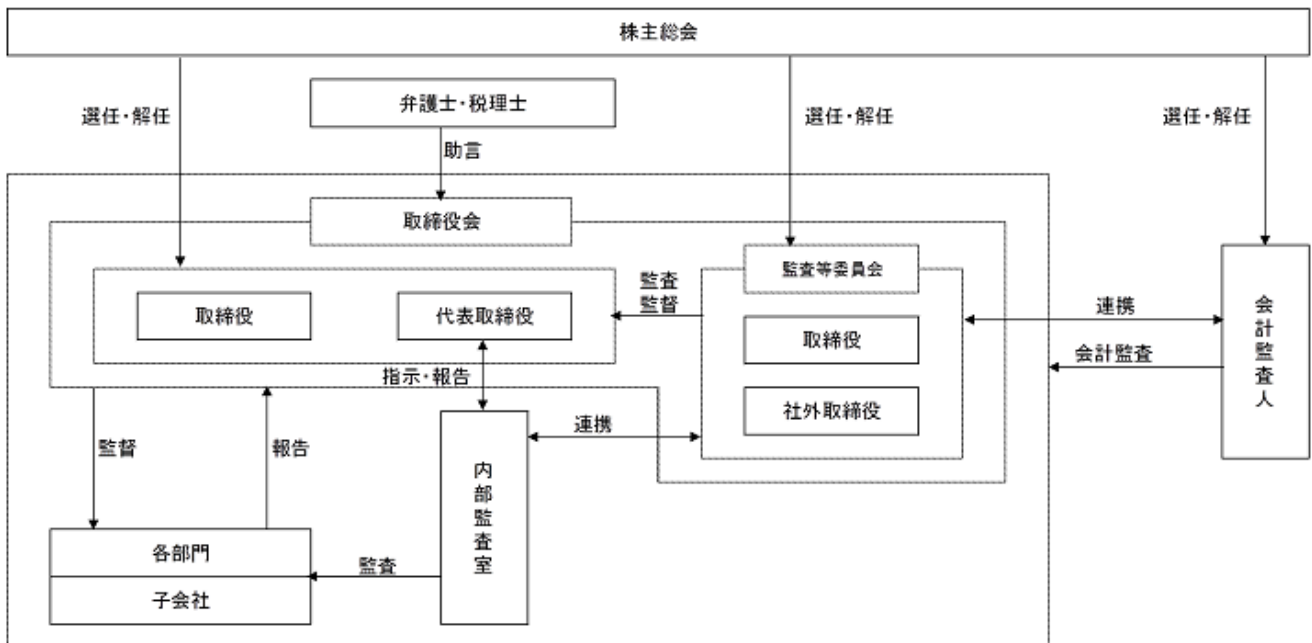 株主総会
選任・解任
弁護士・税理士
選任・解任
選任・解任
助言
取締役会
監査等委員会
取締役
代表取締役
監査
監督
取締役
社外取締役
連携
会計監査
会計監査人
指示・報告
監督
報告
連携
内部監査室
各部門
子会社
監査